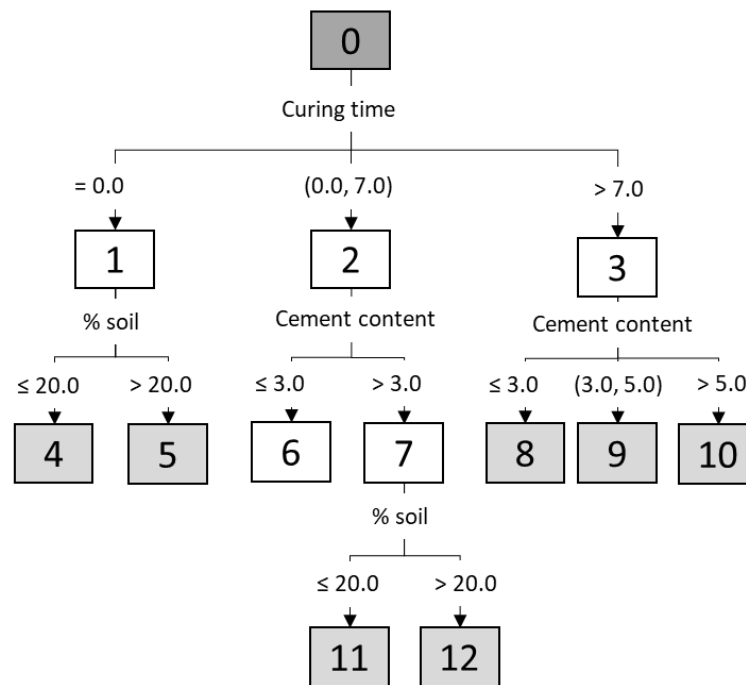 0
Curing time
= 0.0 (0.0, 7.0) > 7.0
1 2 3
% soil Cement content Cement content
≤ 20.0 > 20.0 ≤ 3.0 > 3.0 ≤ 3.0 (3.0, 5.0) > 5.0
4 5 6 7 8 9 10
% soil
≤ 20.0 > 20.0
11 12